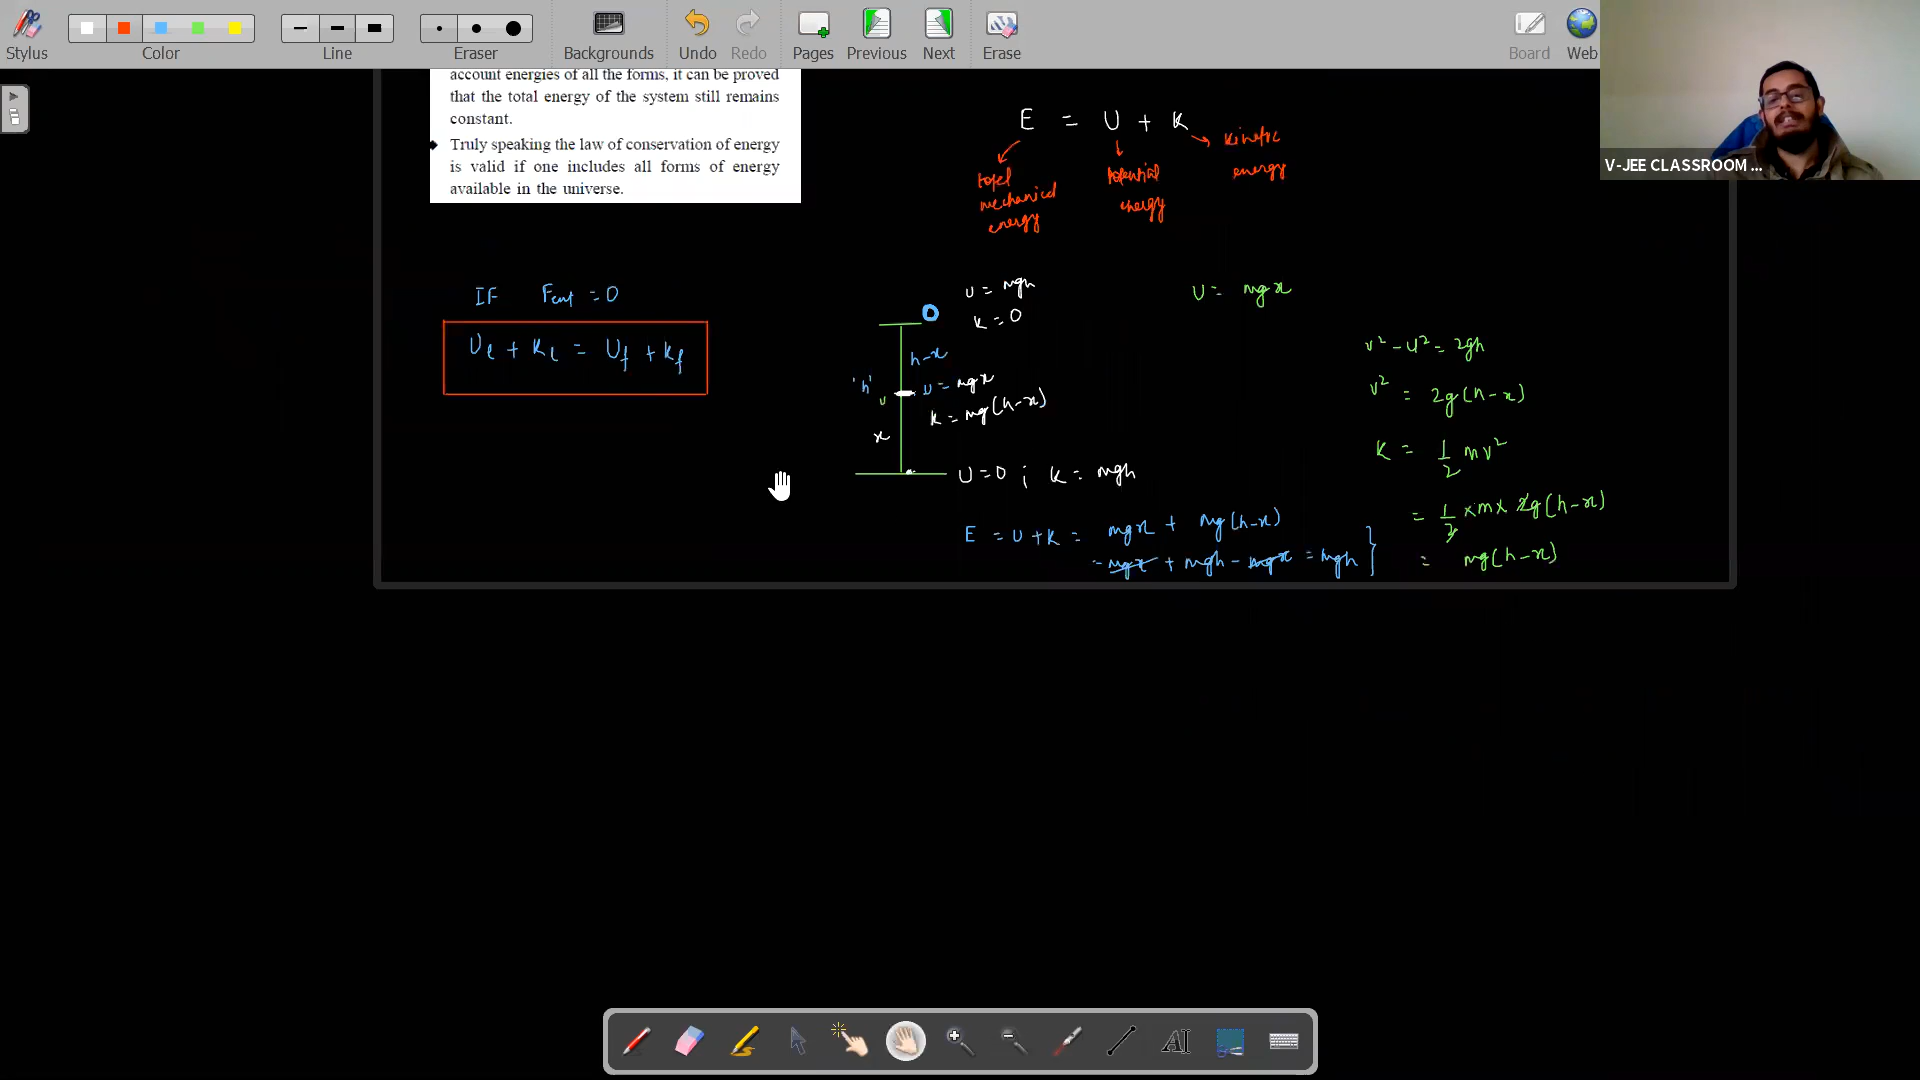 Stylus
Color
Line
Eraser
Backgrounds
Undo
Redo
Pages
Previous
Next
Erase
Board
Web
V-JEE CLASSROOM ...
account energies of all the forms, it can be proved
that the total energy of the system still remains
constant.
Truly speaking the law of conservation of energy
is valid if one includes all forms of energy
available in the universe.
E = U + K
total
mechanical
energy
potential
energy
kinetic
energy
IF Fext = 0
Ui + Ki = Uf + Kf
U = mgh
K = 0
h-x
'h'
U = mgx
v
K = mg(h-x)
x
U=0 ; K = mgh
E = U+K = mgx + mg(h-x)
= mgx + mgh - mgx = mgh }
U = mgx
v² - u² = 2gh
v² = 2g(h-x)
K = 1/2 mv²
= 1/2 × m × 2g(h-x)
= mg(h-x)
AI